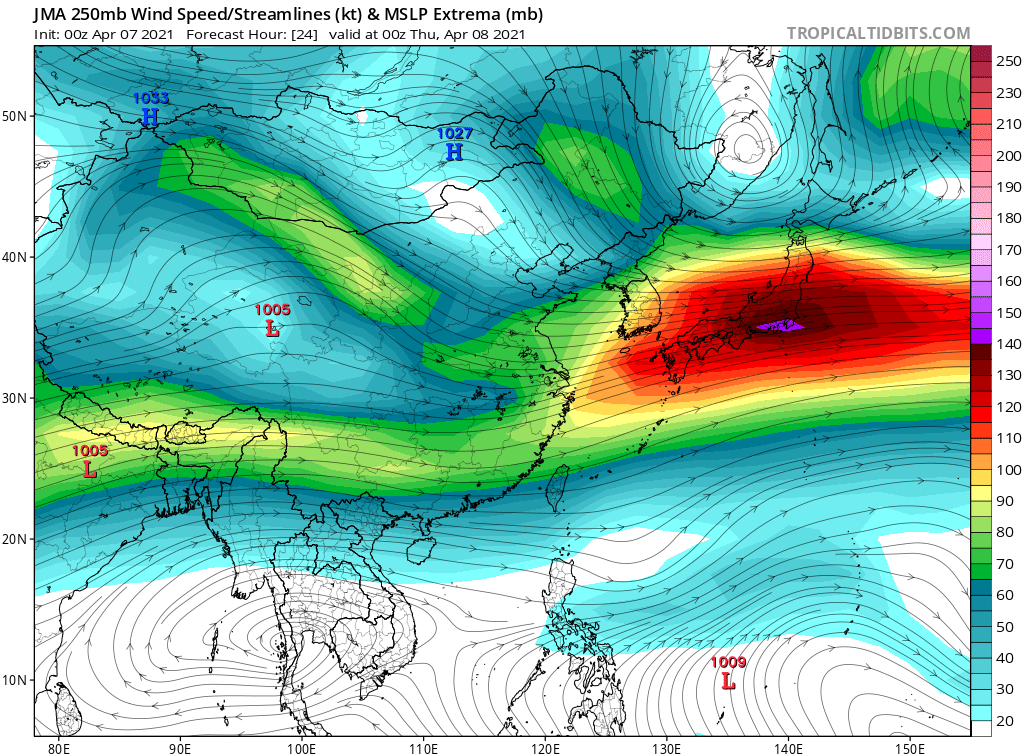 JMA 250mb Wind Speed/Streamlines (kt) & MSLP Extrema (mb)
Init: 00z Apr 07 2021 Forecast Hour: [24] valid at 00z Thu, Apr 08 2021 TROPICALTIDBITS.COM
250
1033
H
50N
230
1027
H
210
200
190
180
40N
170
160
1005
L
150
140
130
30N
120
110
1005
L
100
90
20N
80
70
60
50
1009
L
10N
40
30
20
80E 90E 100E 110E 120E 130E 140E 150E